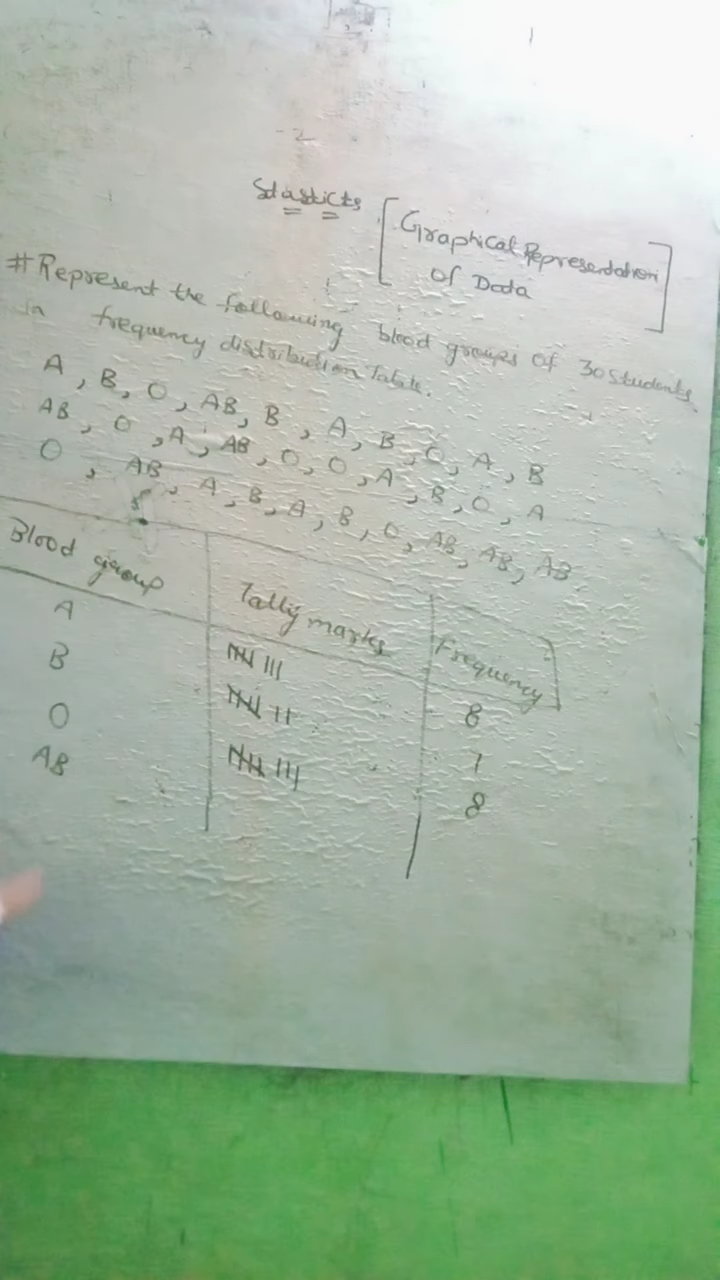 Stasticts [Graphical Representation
of Data]
# Represent the following blood groups of 30 students
in frequency distribution Table.
A, B, O, AB, B, A, B, O, A, B
AB, O, A, AB, O, O, A, B, O, A
O, AB, A, B, A, B, O, AB, AB, AB
Blood group Tally marks Frequency
A 𝍸 ||| 8
B 𝍸 || 7
O 𝍸 ||| 8
AB